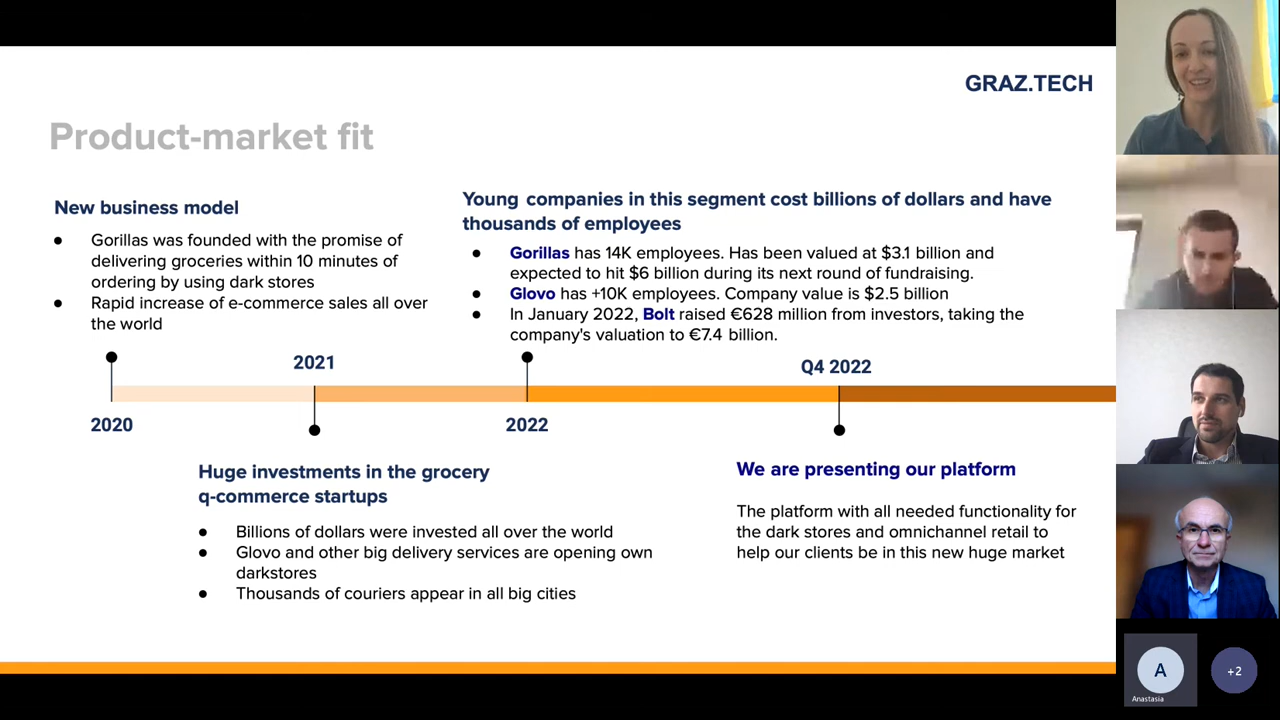 GRAZ.TECH
Product-market fit
New business model
● Gorillas was founded with the promise of
delivering groceries within 10 minutes of
ordering by using dark stores
● Rapid increase of e-commerce sales all over
the world
Young companies in this segment cost billions of dollars and have
thousands of employees
● Gorillas has 14K employees. Has been valued at $3.1 billion and
expected to hit $6 billion during its next round of fundraising.
● Glovo has +10K employees. Company value is $2.5 billion
● In January 2022, Bolt raised €628 million from investors, taking the
company's valuation to €7.4 billion.
2021
Q4 2022
2020
2022
Huge investments in the grocery
q-commerce startups
● Billions of dollars were invested all over the world
● Glovo and other big delivery services are opening own
darkstores
● Thousands of couriers appear in all big cities
We are presenting our platform
The platform with all needed functionality for
the dark stores and omnichannel retail to
help our clients be in this new huge market
A
Anastasia
+2